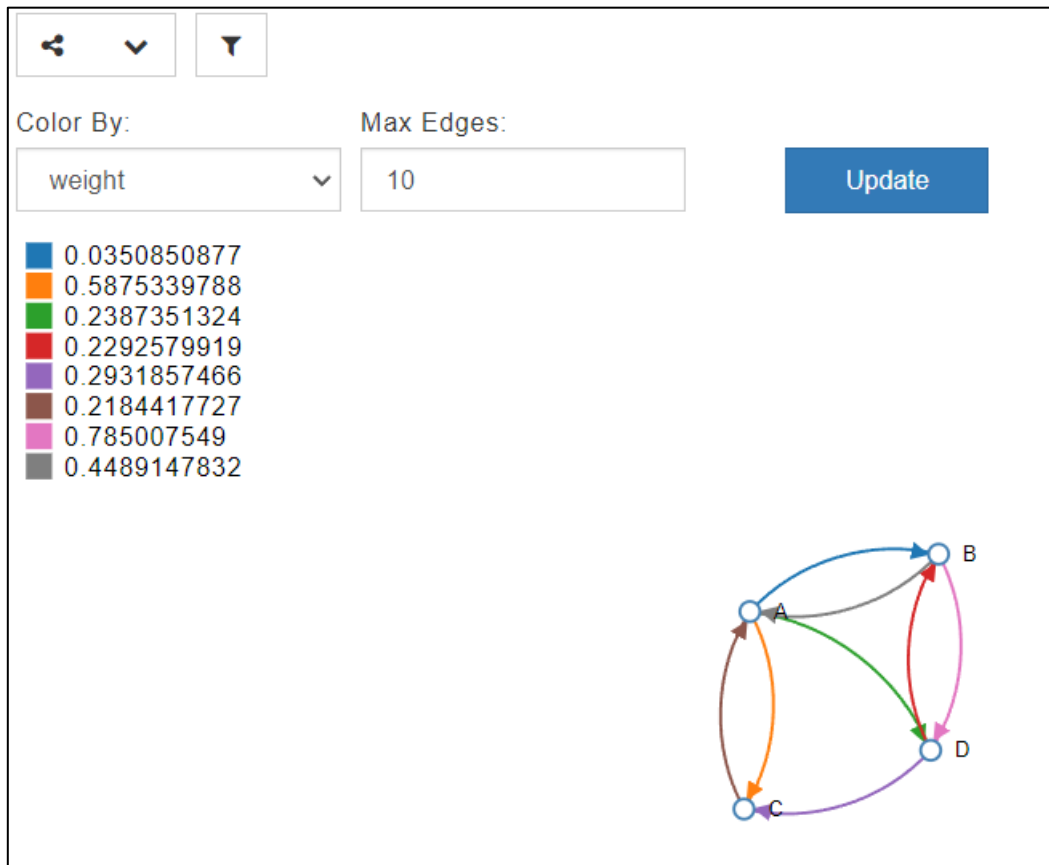 Color By:
Max Edges:
weight
10
Update
0.0350850877
0.5875339788
0.2387351324
0.2292579919
0.2931857466
0.2184417727
0.785007549
0.4489147832
B
A
D
C